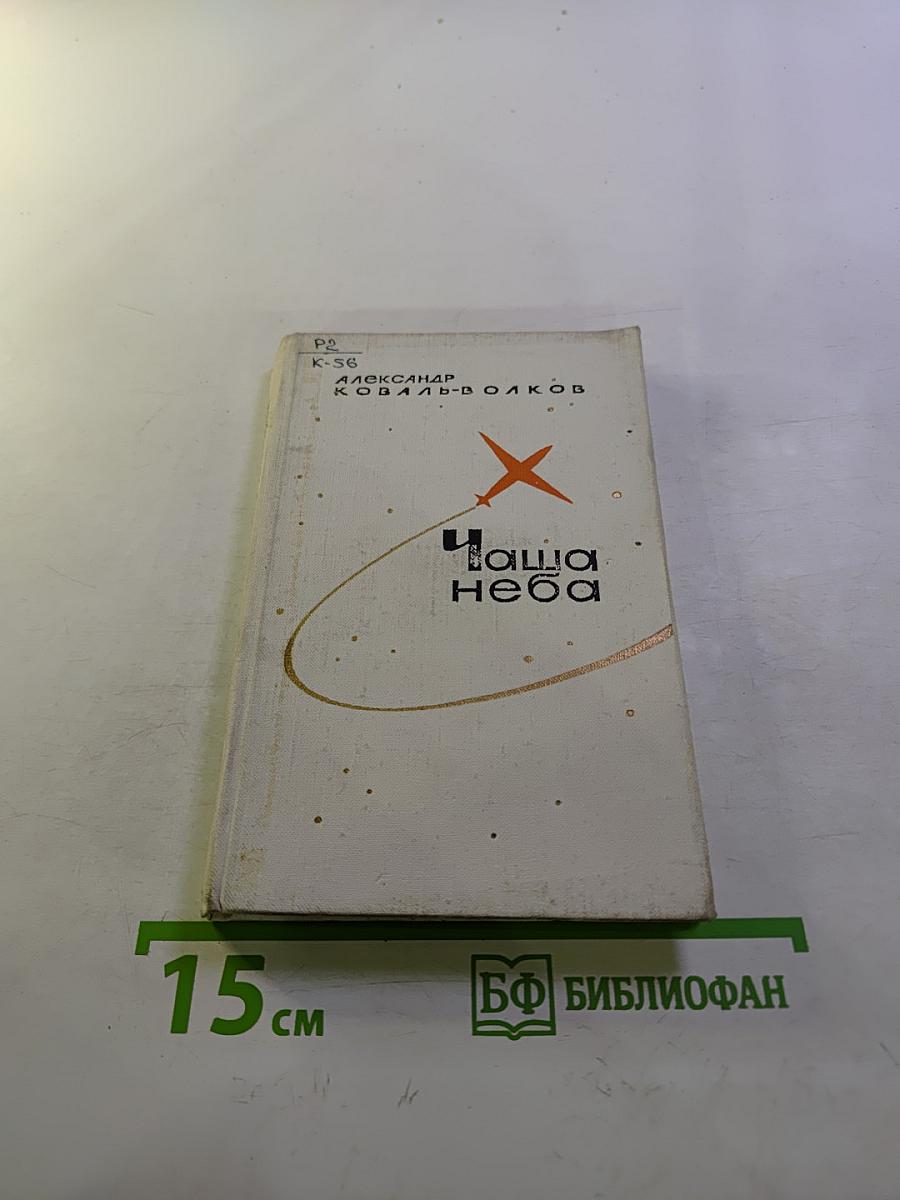 Р2
К-56
АЛЕКСАНДР
КОВАЛЬ-ВОЛКОВ
Чаша
неба
15 см
БФ БИБЛИОФАН